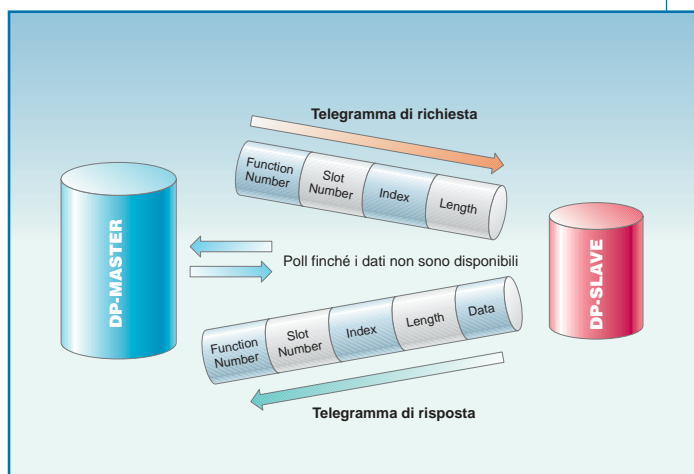 Telegramma di richiesta
Function
Number
Slot
Number
Index
Length
DP-MASTER
Poll finché i dati non sono disponibili
DP-SLAVE
Function
Number
Slot
Number
Index
Length
Data
Telegramma di risposta